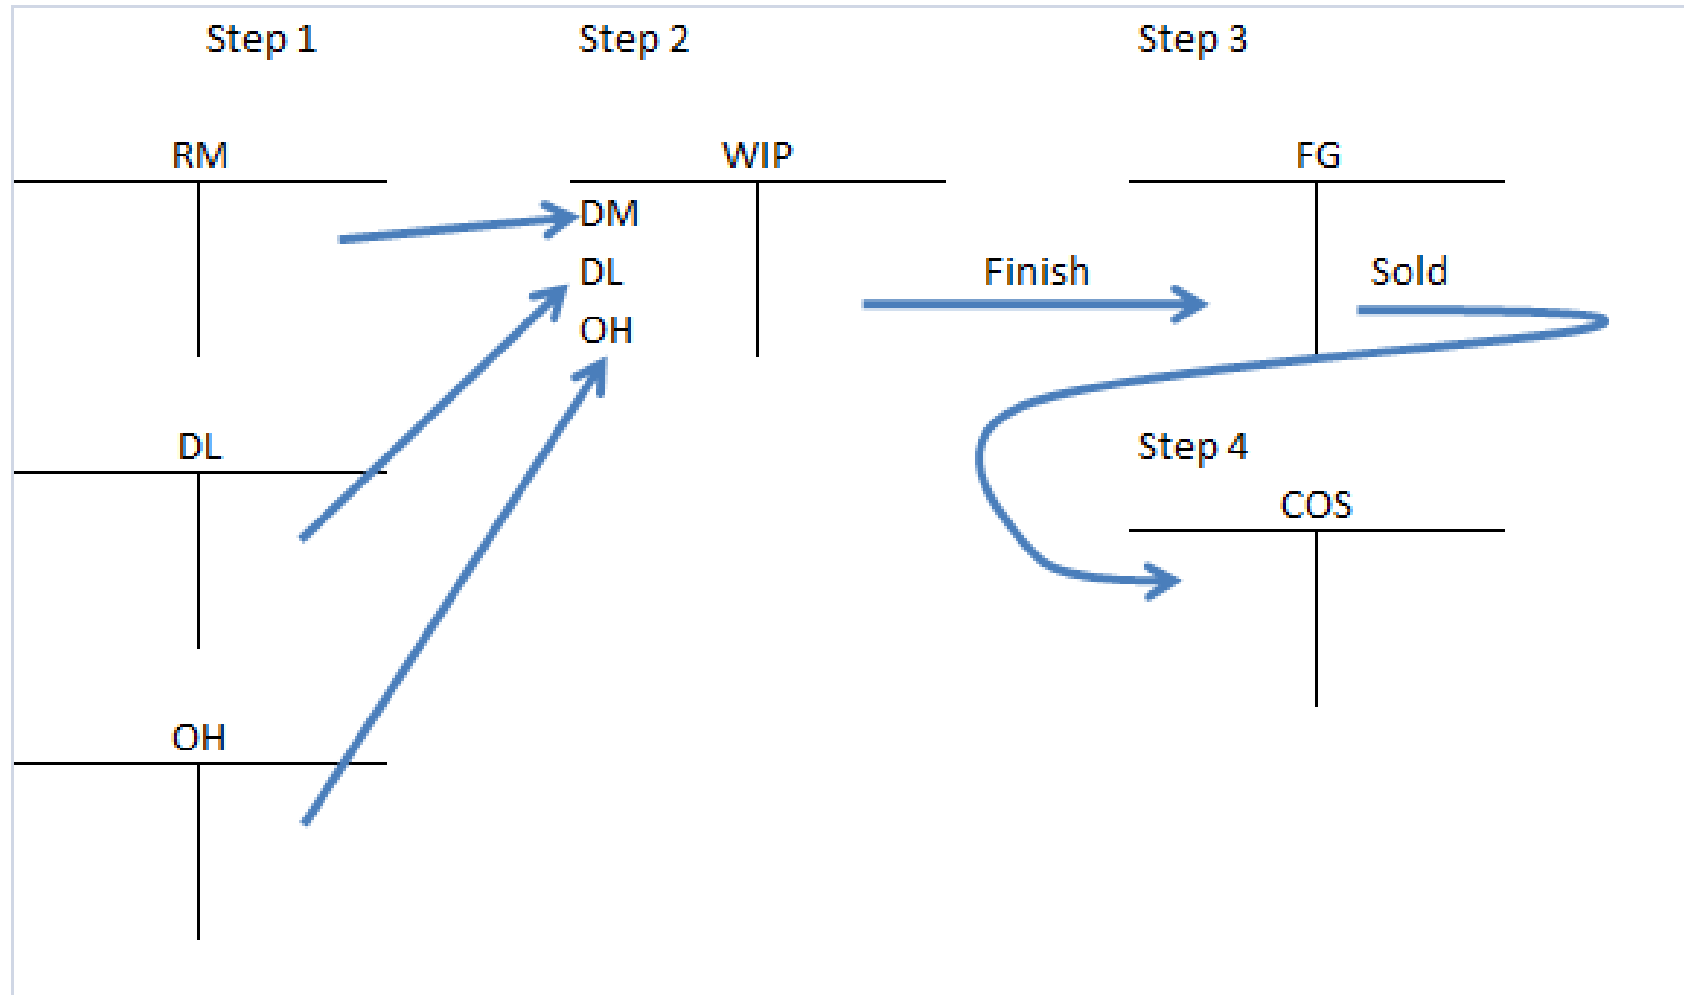 Step 1
Step 2
Step 3
RM
WIP
FG
DM
DL
OH
Finish
Sold
DL
Step 4
COS
OH